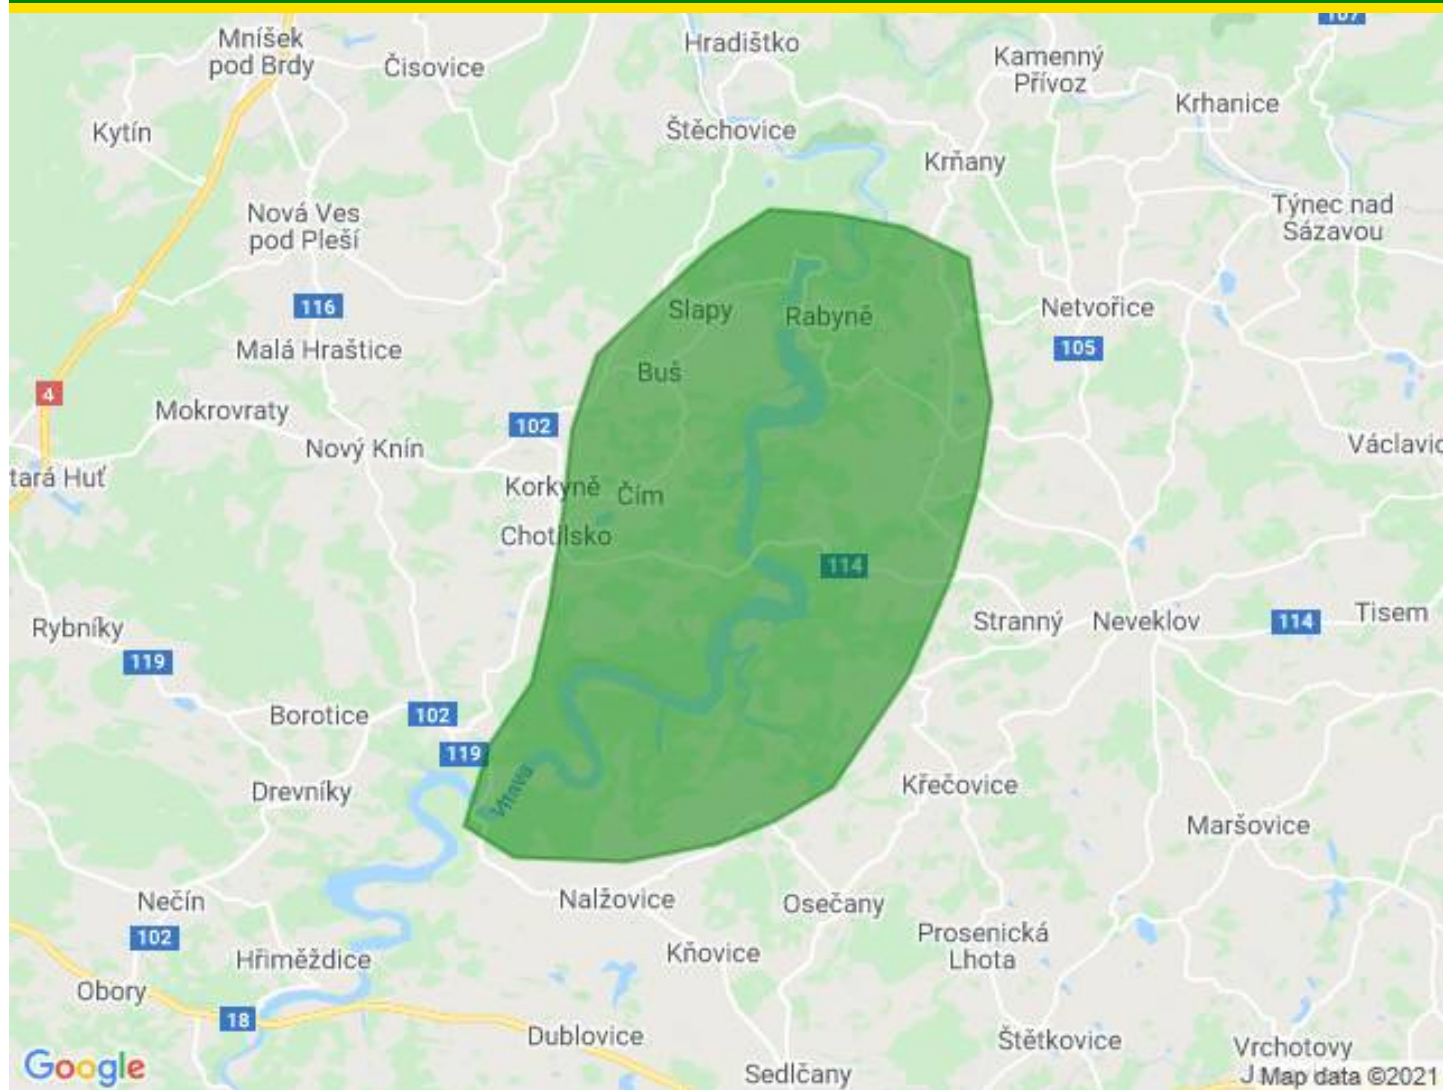 107
Mníšek
pod Brdy
Čisovice
Hradištko
Kamenný
Přívoz
Krhanice
Kytín
Štěchovice
Krňany
Nová Ves
pod Pleší
Týnec nad
Sázavou
116
Slapy
Rabyně
Netvořice
Malá Hraštice
105
Buš
4
Mokrovraty
102
Nový Knín
Václavic
tará Huť
Korkyně
Čím
Chotilsko
114
Rybníky
Stranný
Neveklov
114
Tisem
119
Borotice
102
119
Vltava
Drevníky
Křečovice
Maršovice
Nečín
Nalžovice
Osečany
102
Prosenická
Lhota
Hřiměždice
Kňovice
Obory
18
Dublovice
Štětkovice
Vrchotovy
J
Google
Sedlčany
Map data ©2021